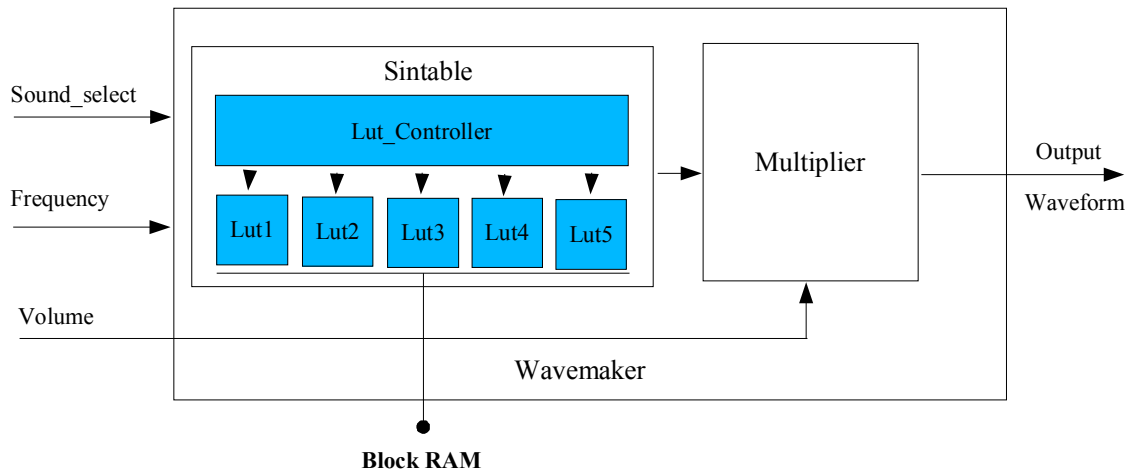 Sintable
Sound_select
Lut_Controller
Multiplier
Output
Waveform
Frequency
Lut1
Lut2
Lut3
Lut4
Lut5
Volume
Wavemaker
Block RAM